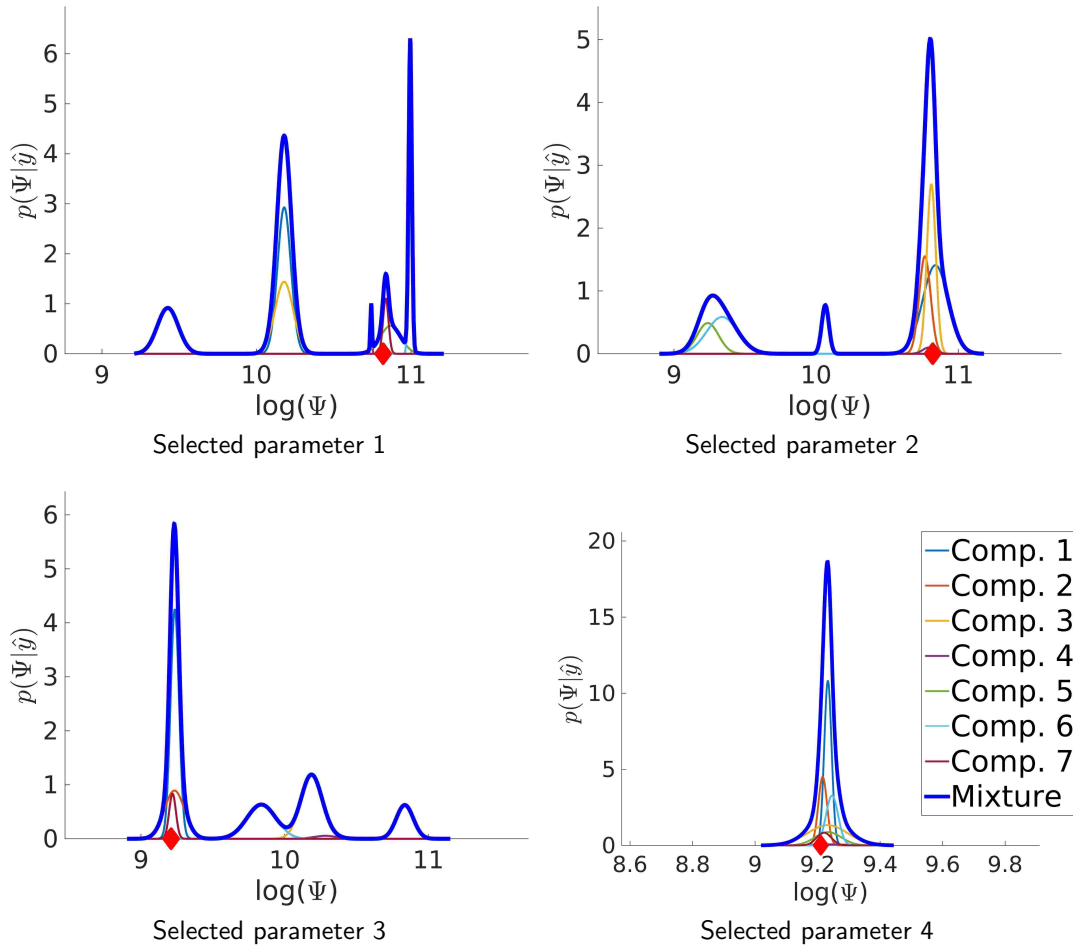 6
5
4
3
2
1
0
p(Ψ|ŷ)
9 10 11
log(Ψ)
Selected parameter 1
5
4
3
2
1
0
p(Ψ|ŷ)
9 10 11
log(Ψ)
Selected parameter 2
6
5
4
3
2
1
0
p(Ψ|ŷ)
9 10 11
log(Ψ)
Selected parameter 3
20
15
10
5
0
p(Ψ|ŷ)
8.6 8.8 9 9.2 9.4 9.6 9.8
log(Ψ)
Comp. 1
Comp. 2
Comp. 3
Comp. 4
Comp. 5
Comp. 6
Comp. 7
Mixture
Selected parameter 4